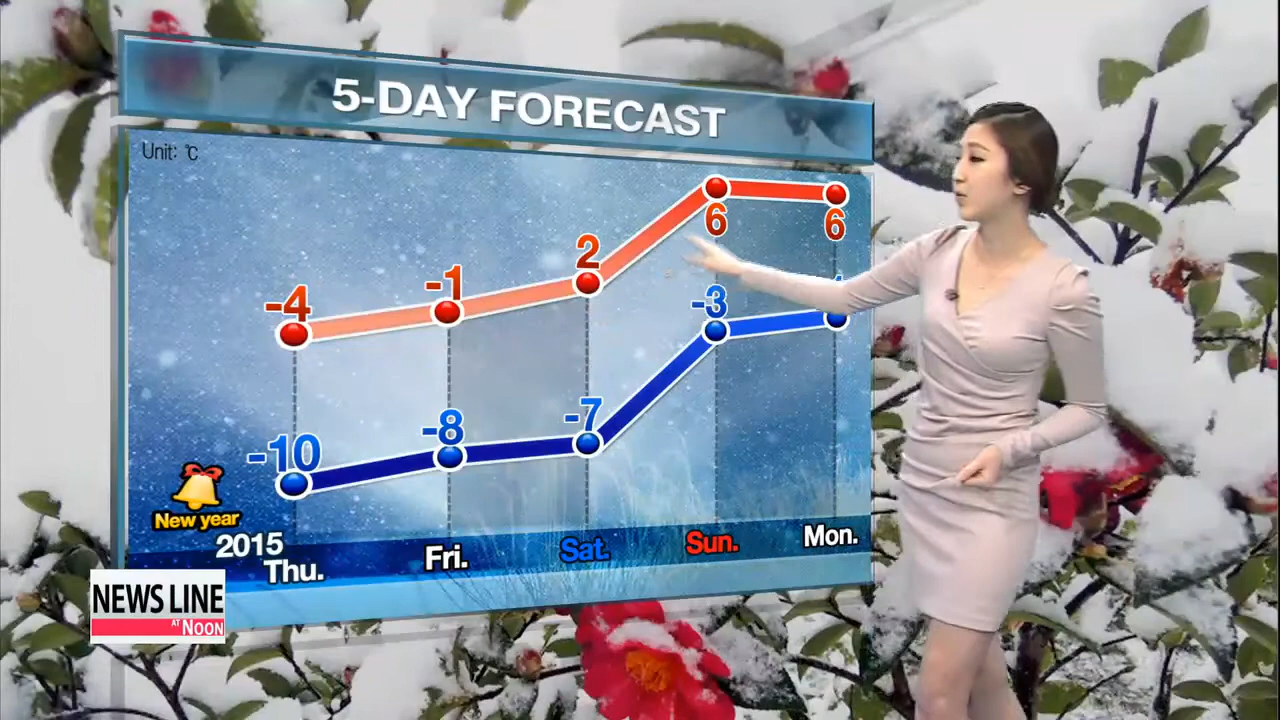 5-DAY FORECAST
Unit: ℃
-4
-1
2
6
6
-10
-8
-7
-3
New year
2015
Thu.
Fri.
Sat.
Sun.
Mon.
NEWS LINE
AT NOON